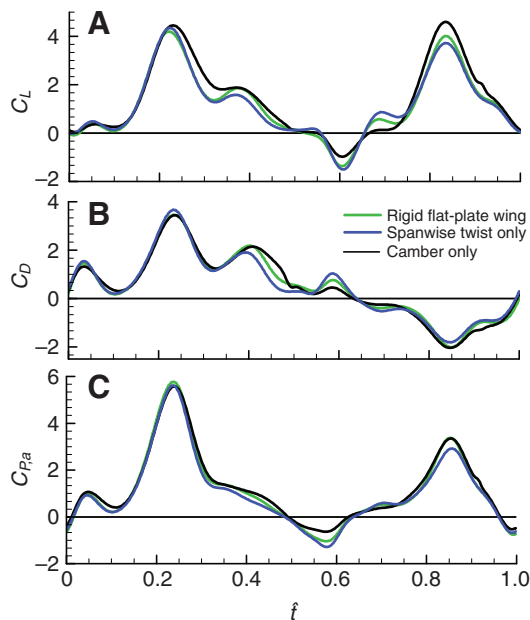 A
4
2
0
−2
C_L
B
4
2
0
−2
C_D
Rigid flat-plate wing
Spanwise twist only
Camber only
C
6
4
2
0
−2
C_{P,a}
0 0.2 0.4 0.6 0.8 1.0
t̂